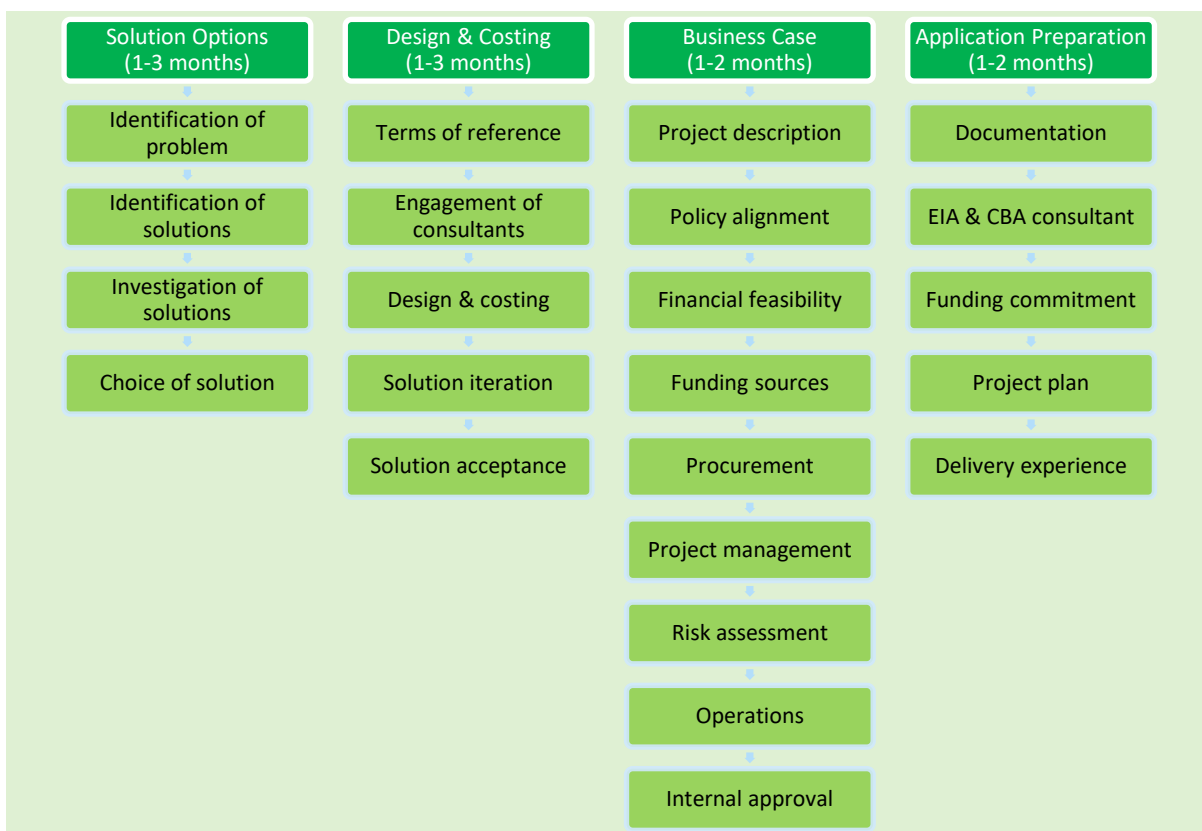 Solution Options
(1-3 months)
Identification of
problem
Identification of
solutions
Investigation of
solutions
Choice of solution
Design & Costing
(1-3 months)
Terms of reference
Engagement of
consultants
Design & costing
Solution iteration
Solution acceptance
Business Case
(1-2 months)
Project description
Policy alignment
Financial feasibility
Funding sources
Procurement
Project management
Risk assessment
Operations
Internal approval
Application Preparation
(1-2 months)
Documentation
EIA & CBA consultant
Funding commitment
Project plan
Delivery experience